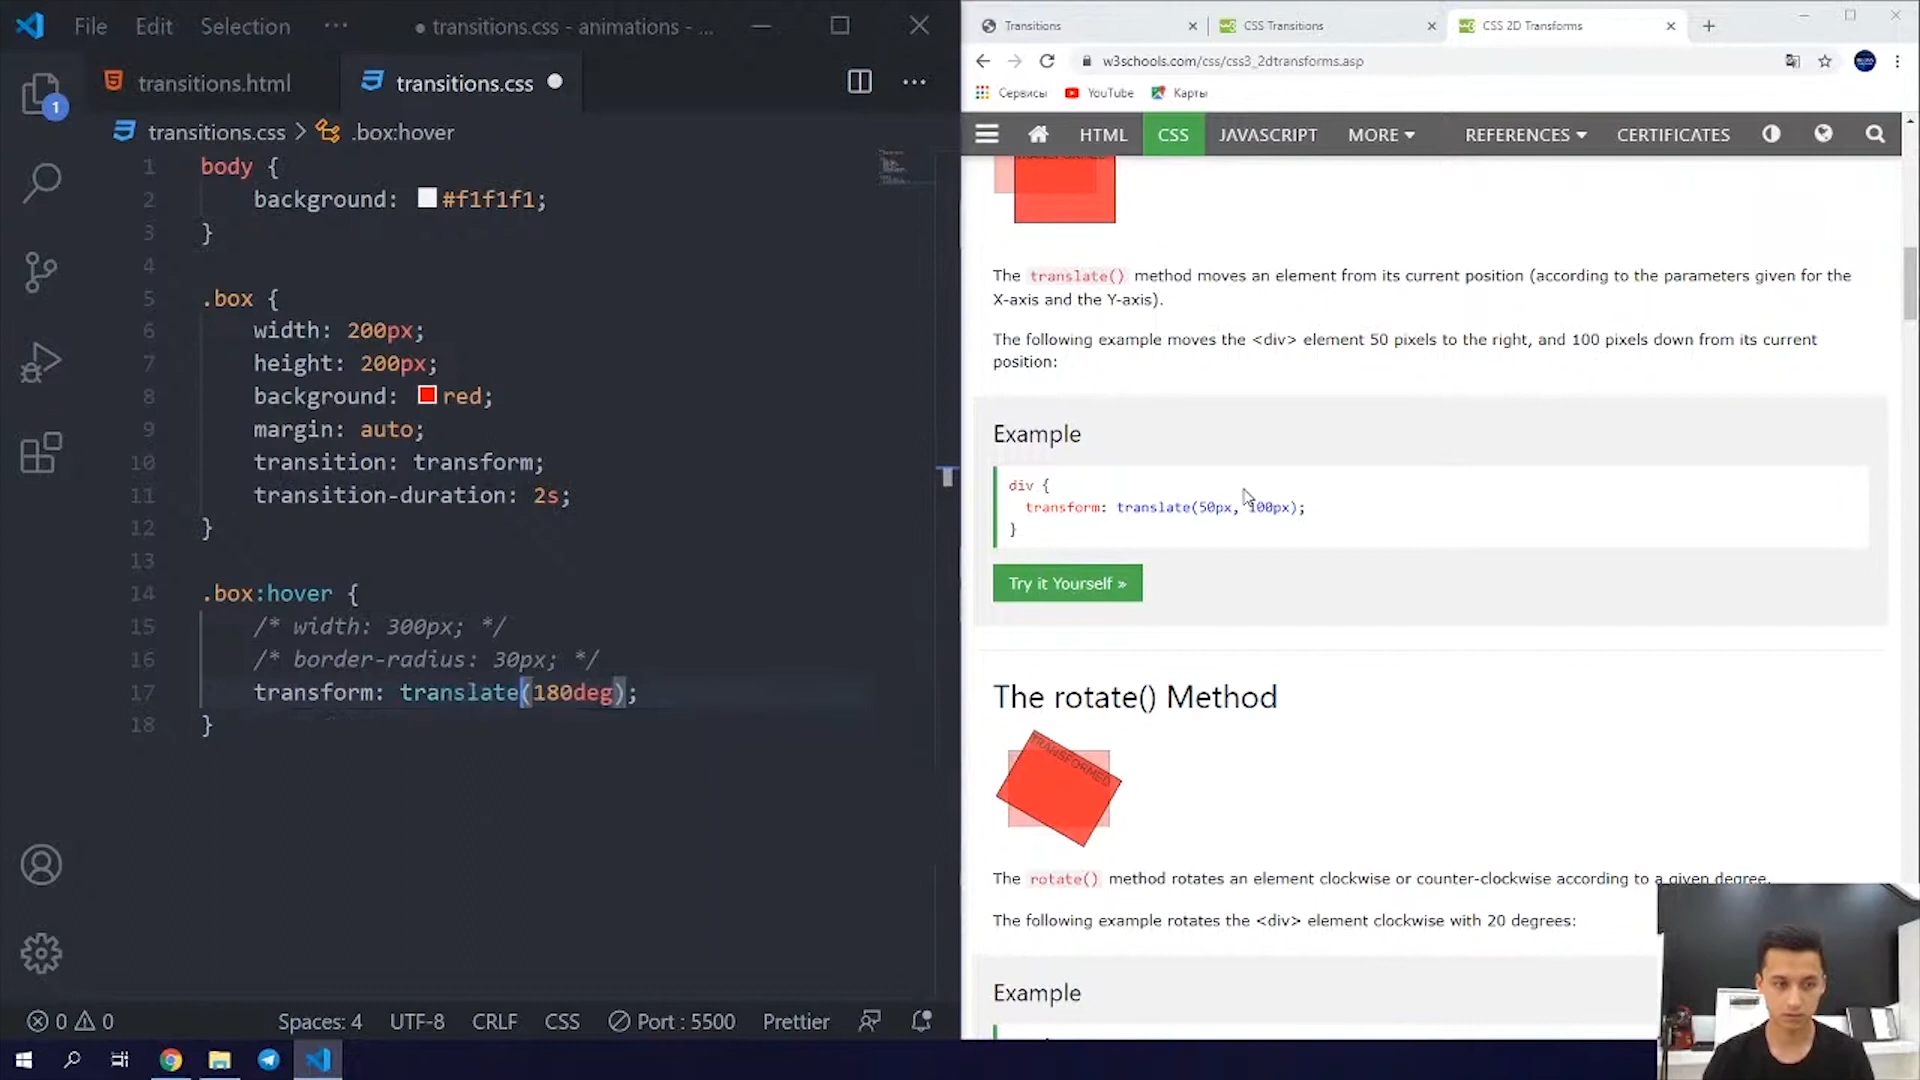 File Edit Selection ··· ● transitions.css - animations - ...
transitions.html transitions.css
transitions.css > .box:hover
1 body {
2 background: #f1f1f1;
3 }
4
5 .box {
6 width: 200px;
7 height: 200px;
8 background: red;
9 margin: auto;
10 transition: transform;
11 transition-duration: 2s;
12 }
13
14 .box:hover {
15 /* width: 300px; */
16 /* border-radius: 30px; */
17 transform: translate(180deg);
18 }
1
0 0 Spaces: 4 UTF-8 CRLF CSS Port : 5500 Prettier
Transitions CSS Transitions CSS 2D Transforms
w3schools.com/css/css3_2dtransforms.asp
Сервисы YouTube Карты
HTML CSS JAVASCRIPT MORE REFERENCES CERTIFICATES
The translate() method moves an element from its current position (according to the parameters given for the
X-axis and the Y-axis).
The following example moves the <div> element 50 pixels to the right, and 100 pixels down from its current
position:
Example
div {
transform: translate(50px, 100px);
}
Try it Yourself »
The rotate() Method
TRANSFORMED
The rotate() method rotates an element clockwise or counter-clockwise according to a given degree.
The following example rotates the <div> element clockwise with 20 degrees:
Example